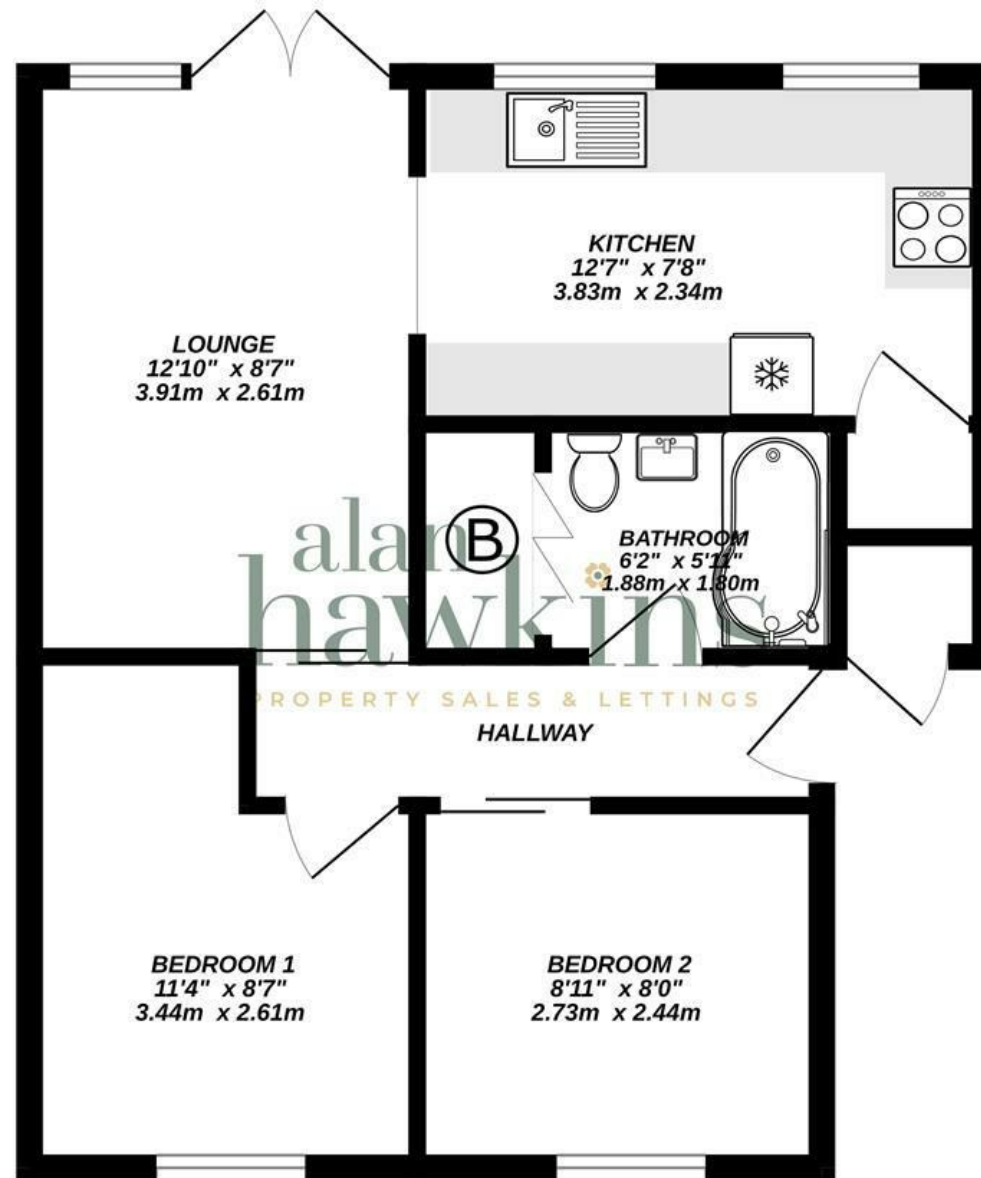 KITCHEN
12'7" x 7'8"
3.83m x 2.34m
LOUNGE
12'10" x 8'7"
3.91m x 2.61m
alan
hawkins
PROPERTY SALES & LETTINGS
B
BATHROOM
6'2" x 5'11"
1.88m x 1.80m
HALLWAY
BEDROOM 1
11'4" x 8'7"
3.44m x 2.61m
BEDROOM 2
8'11" x 8'0"
2.73m x 2.44m